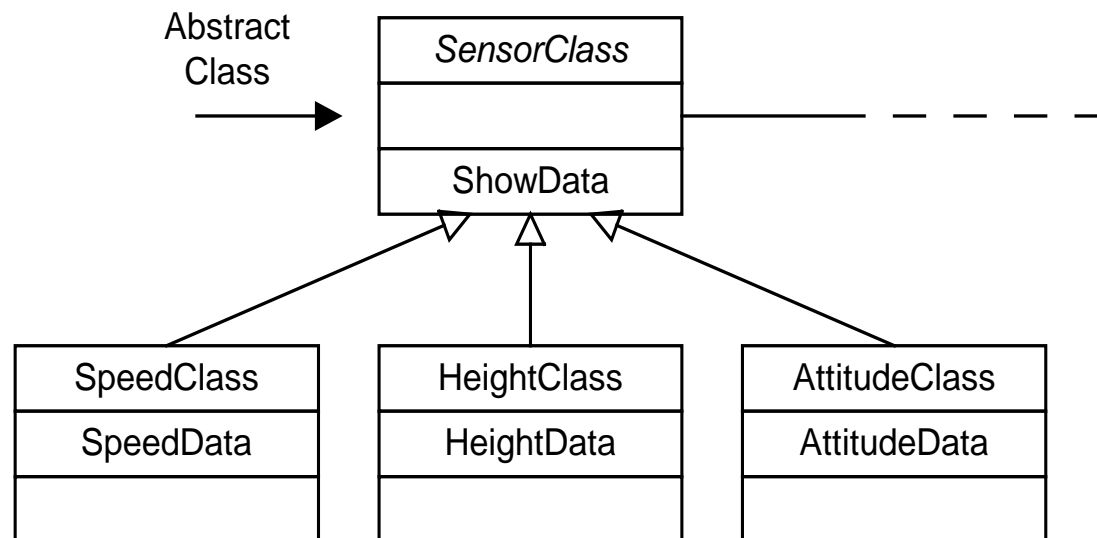 Abstract
Class
SensorClass
ShowData
SpeedClass
HeightClass
AttitudeClass
SpeedData
HeightData
AttitudeData